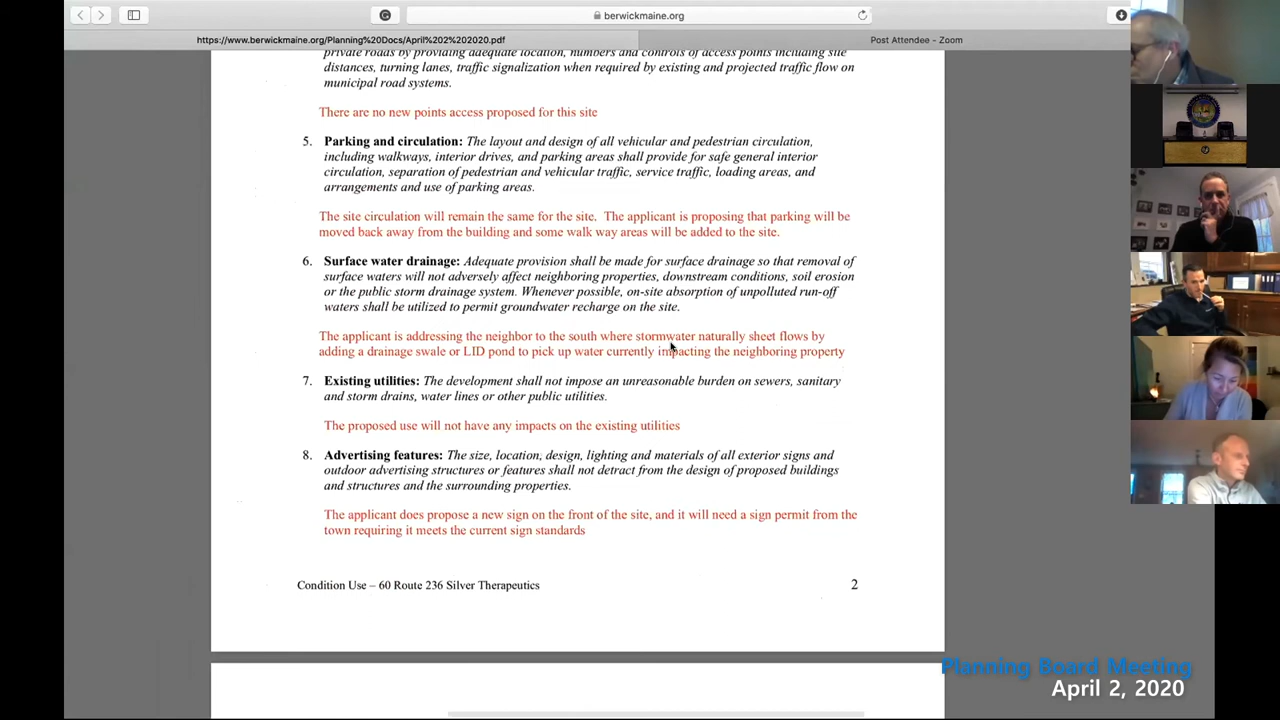 berwickmaine.org
https://www.berwickmaine.org/Planning%20Docs/April%202%202020.pdf
Post Attendee - Zoom
private roads by providing adequate location, numbers and controls of access points including site
distances, turning lanes, traffic signalization when required by existing and projected traffic flow on
municipal road systems.
There are no new points access proposed for this site
5. Parking and circulation: The layout and design of all vehicular and pedestrian circulation,
including walkways, interior drives, and parking areas shall provide for safe general interior
circulation, separation of pedestrian and vehicular traffic, service traffic, loading areas, and
arrangements and use of parking areas.
The site circulation will remain the same for the site. The applicant is proposing that parking will be
moved back away from the building and some walk way areas will be added to the site.
6. Surface water drainage: Adequate provision shall be made for surface drainage so that removal of
surface waters will not adversely affect neighboring properties, downstream conditions, soil erosion
or the public storm drainage system. Whenever possible, on-site absorption of unpolluted run-off
waters shall be utilized to permit groundwater recharge on the site.
The applicant is addressing the neighbor to the south where stormwater naturally sheet flows by
adding a drainage swale or LID pond to pick up water currently impacting the neighboring property
7. Existing utilities: The development shall not impose an unreasonable burden on sewers, sanitary
and storm drains, water lines or other public utilities.
The proposed use will not have any impacts on the existing utilities
8. Advertising features: The size, location, design, lighting and materials of all exterior signs and
outdoor advertising structures or features shall not detract from the design of proposed buildings
and structures and the surrounding properties.
The applicant does propose a new sign on the front of the site, and it will need a sign permit from the
town requiring it meets the current sign standards
Condition Use – 60 Route 236 Silver Therapeutics 2
Planning Board Meeting
April 2, 2020